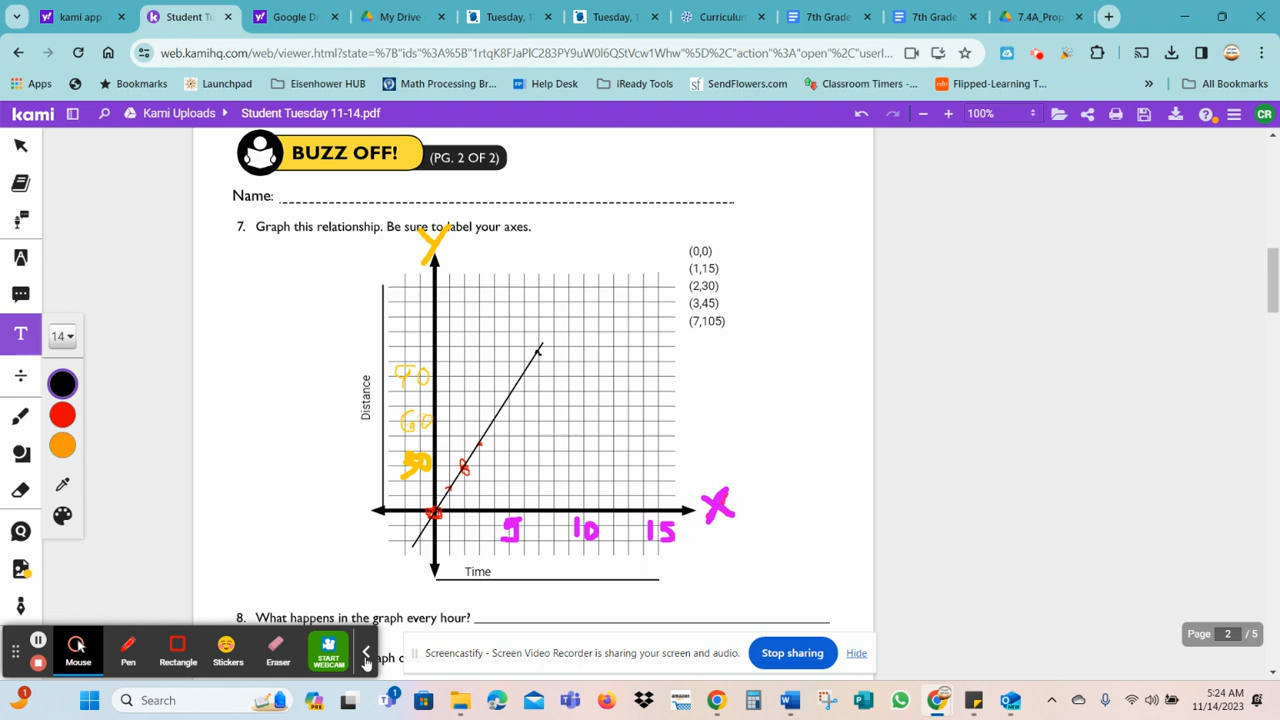 kami app
Student Tu
Google Dr
My Drive -
Tuesday, 1
Tuesday, 1
Curriculum
7th Grade
7th Grade
7.4A_Prop
web.kamihq.com/web/viewer.html?state=%7B"ids"%3A%5B"1rtqK8FJaPlC283PY9uW0I6QStVcw1Whw"%5D%2C"action"%3A"open"%2C"userI...
Apps
Bookmarks
Launchpad
Eisenhower HUB
Math Processing Br...
Help Desk
iReady Tools
SendFlowers.com
Classroom Timers -...
Flipped-Learning T...
»
All Bookmarks
kami
Kami Uploads
Student Tuesday 11-14.pdf
100%
CR
BUZZ OFF! (PG. 2 OF 2)
Name:
7. Graph this relationship. Be sure to label your axes.
Y
(0,0)
(1,15)
(2,30)
(3,45)
(7,105)
T
14
Distance
60
30
X
5 10 15
Time
8. What happens in the graph every hour?
Page 2 / 5
Mouse
Pen
Rectangle
Stickers
Eraser
START WEBCAM
Screencastify - Screen Video Recorder is sharing your screen and audio.
Stop sharing
Hide
Search
5:24 AM
11/14/2023